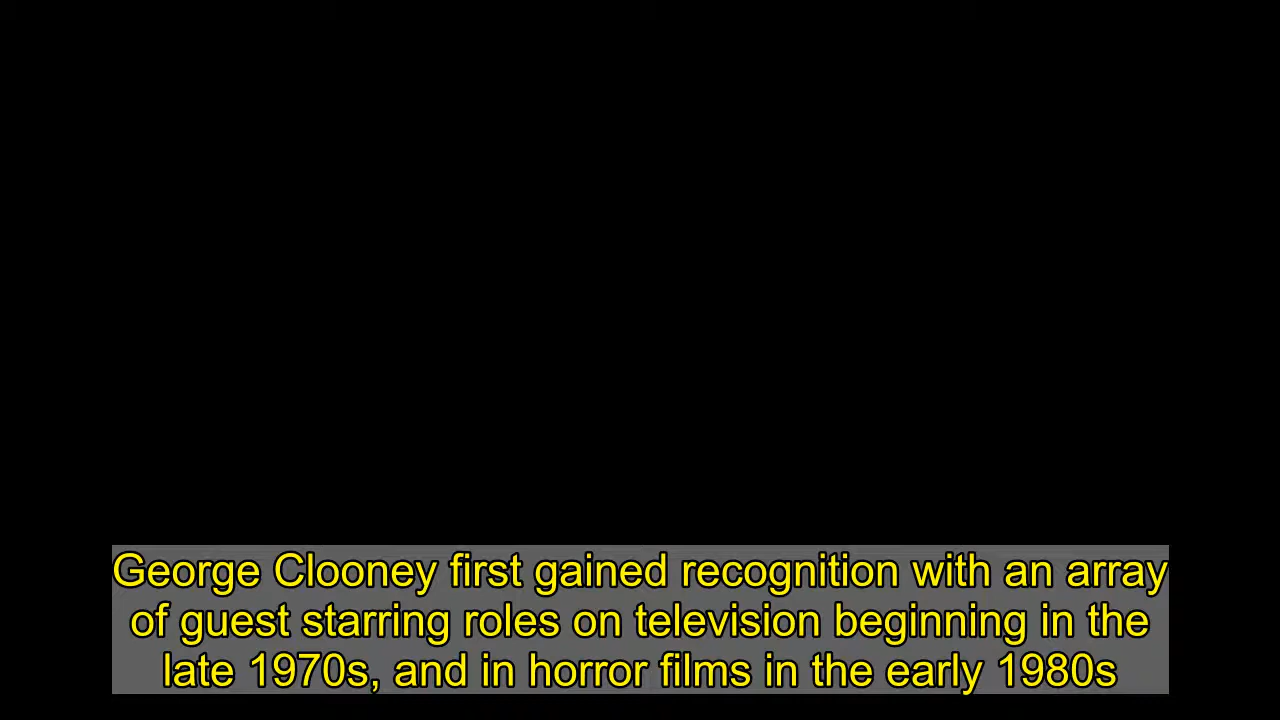 George Clooney first gained recognition with an array
of guest starring roles on television beginning in the
late 1970s, and in horror films in the early 1980s